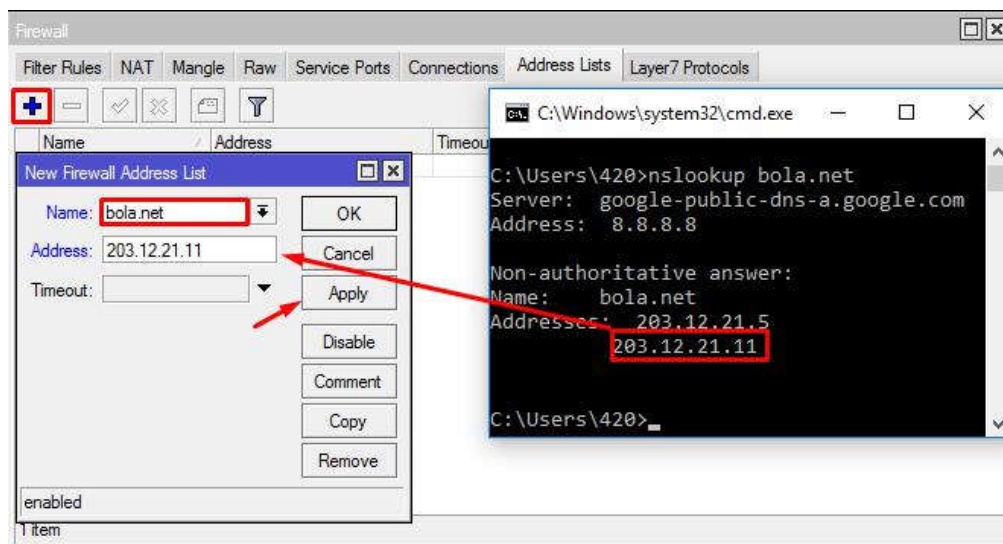 Firewall
Filter Rules NAT Mangle Raw Service Ports Connections Address Lists Layer7 Protocols
Name Address Timeou
New Firewall Address List
Name: bola.net
Address: 203.12.21.11
Timeout:
OK
Cancel
Apply
Disable
Comment
Copy
Remove
enabled
1 item
C:\Windows\system32\cmd.exe
C:\Users\420>nslookup bola.net
Server: google-public-dns-a.google.com
Address: 8.8.8.8
Non-authoritative answer:
Name: bola.net
Addresses: 203.12.21.5
203.12.21.11
C:\Users\420>_